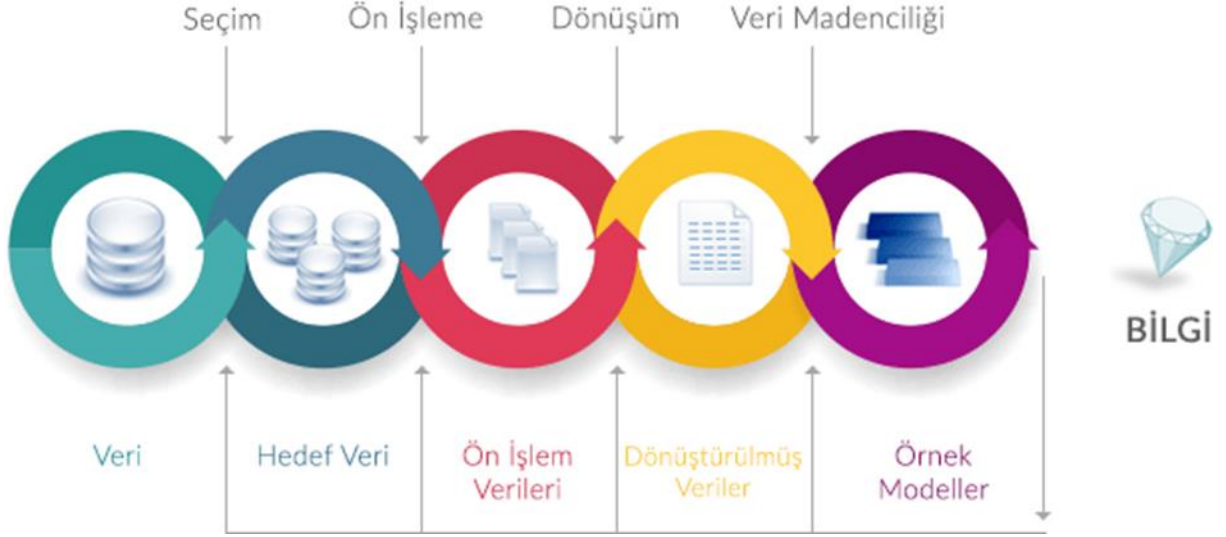 Seçim
Ön İşleme
Dönüşüm
Veri Madenciliği
BİLGİ
Veri
Hedef Veri
Ön İşlem
Verileri
Dönüştürülmüş
Veriler
Örnek
Modeller